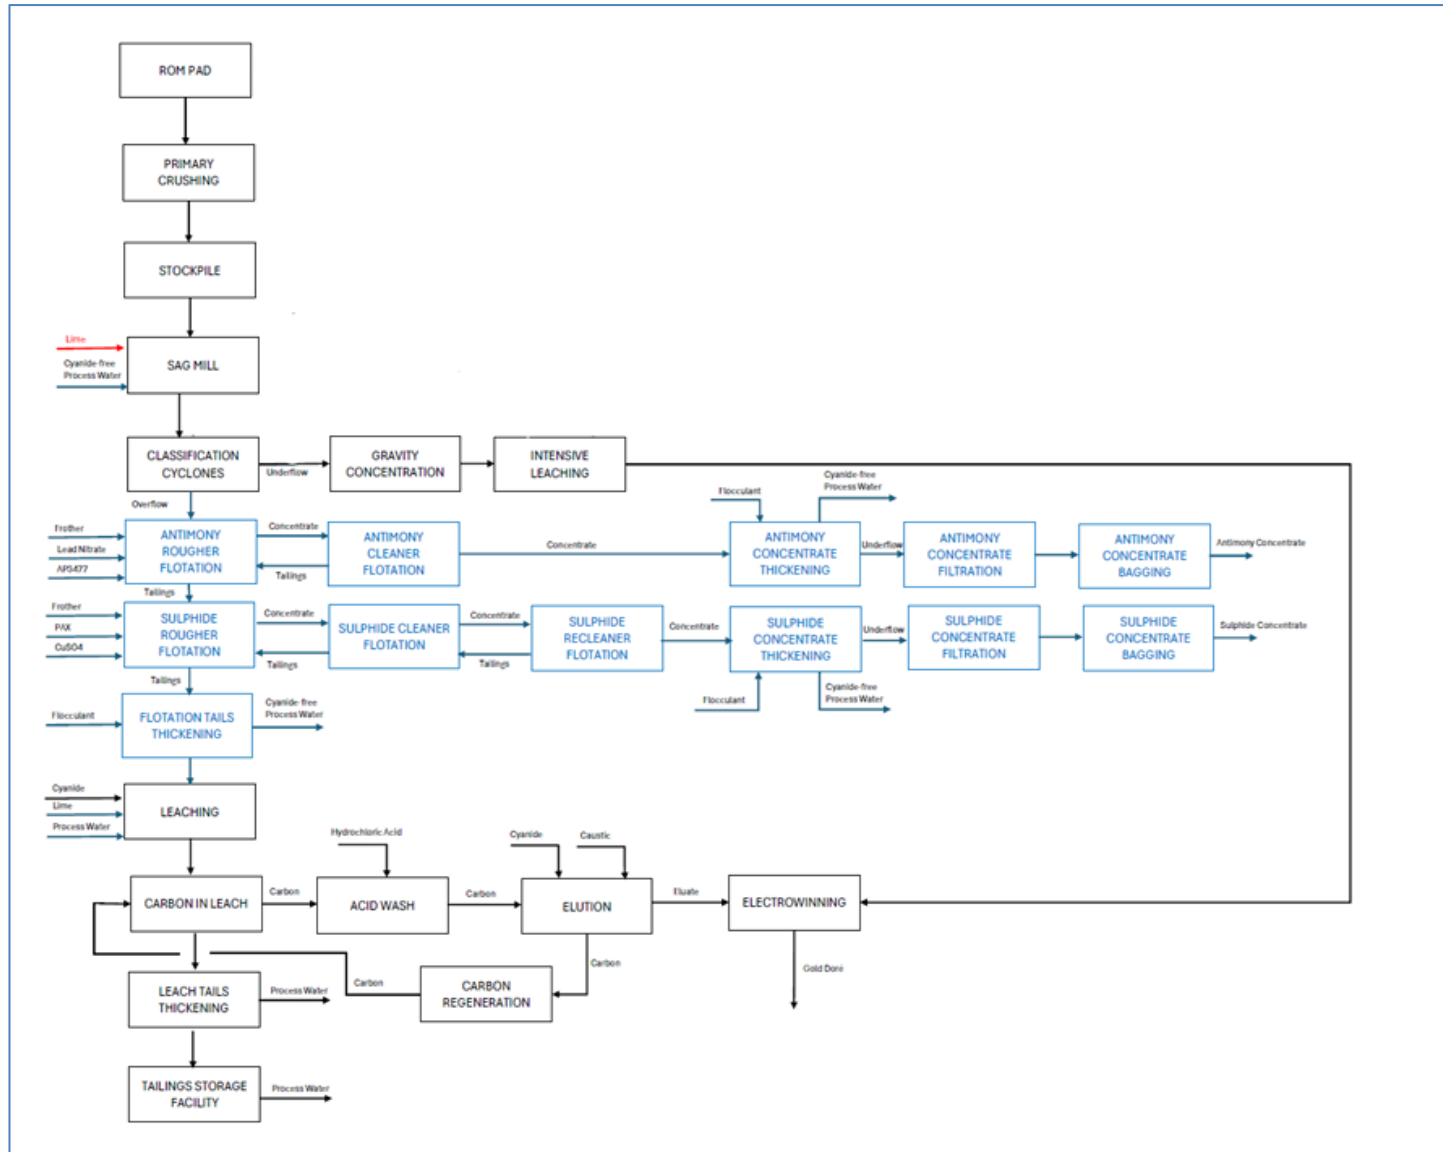 ROM PAD
PRIMARY
CRUSHING
STOCKPILE
Lime
Cyanide-free
Process Water
SAG MILL
CLASSIFICATION
CYCLONES
Underflow
GRAVITY
CONCENTRATION
INTENSIVE
LEACHING
Overflow
Flocculant
Cyanide-free
Process Water
Frother
Lead Nitrate
AP5477
ANTIMONY
ROUGHER
FLOTATION
Concentrate
Tailings
ANTIMONY
CLEANER
FLOTATION
Concentrate
ANTIMONY
CONCENTRATE
THICKENING
Underflow
ANTIMONY
CONCENTRATE
FILTRATION
ANTIMONY
CONCENTRATE
BAGGING
Antimony Concentrate
Tailings
Frother
PAX
CuSO4
SULPHIDE
ROUGHER
FLOTATION
Concentrate
Tailings
SULPHIDE CLEANER
FLOTATION
Concentrate
Tailings
SULPHIDE
RECLEANER
FLOTATION
Concentrate
SULPHIDE
CONCENTRATE
THICKENING
Underflow
SULPHIDE
CONCENTRATE
FILTRATION
SULPHIDE
CONCENTRATE
BAGGING
Sulphide Concentrate
Tailings
Flocculant
Cyanide-free
Process Water
Flocculant
FLOTATION TAILS
THICKENING
Cyanide-free
Process Water
Cyanide
Lime
Process Water
LEACHING
Hydrochloric Acid
Cyanide
Caustic
CARBON IN LEACH
Carbon
ACID WASH
Carbon
ELUTION
Eluate
ELECTROWINNING
Carbon
Gold Doré
LEACH TAILS
THICKENING
Process Water
Carbon
CARBON
REGENERATION
TAILINGS STORAGE
FACILITY
Process Water